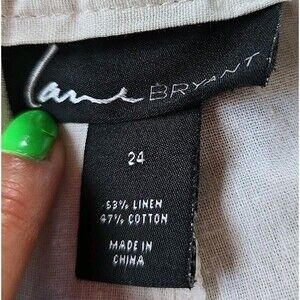 Lane BRYANT
24
53% LINEN
47% COTTON
MADE IN
CHINA